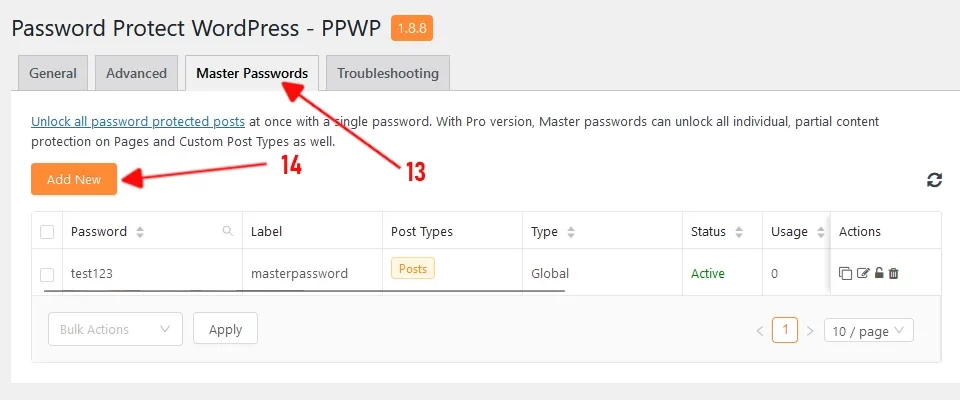 Password Protect WordPress - PPWP 1.8.8
General Advanced Master Passwords Troubleshooting
Unlock all password protected posts at once with a single password. With Pro version, Master passwords can unlock all individual, partial content
protection on Pages and Custom Post Types as well.
14 13
Add New
Password Label Post Types Type Status Usage Actions
test123 masterpassword Posts Global Active 0
Bulk Actions Apply 1 10 / page